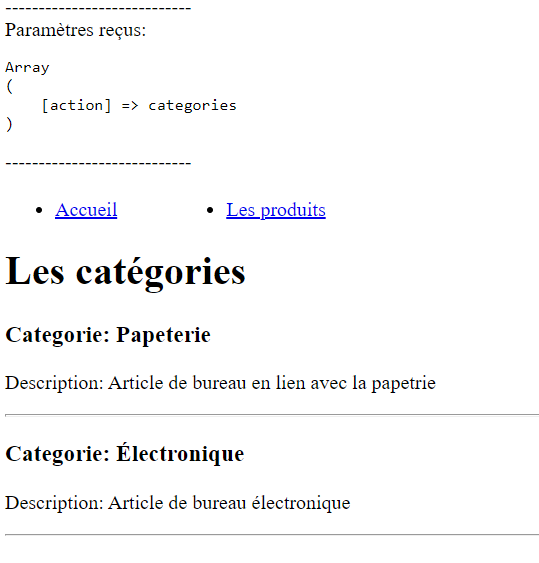 ----------------------------
Paramètres reçus:
Array
(
    [action] => categories
)
----------------------------
• Accueil • Les produits
Les catégories
Categorie: Papeterie
Description: Article de bureau en lien avec la papetrie
Categorie: Électronique
Description: Article de bureau électronique